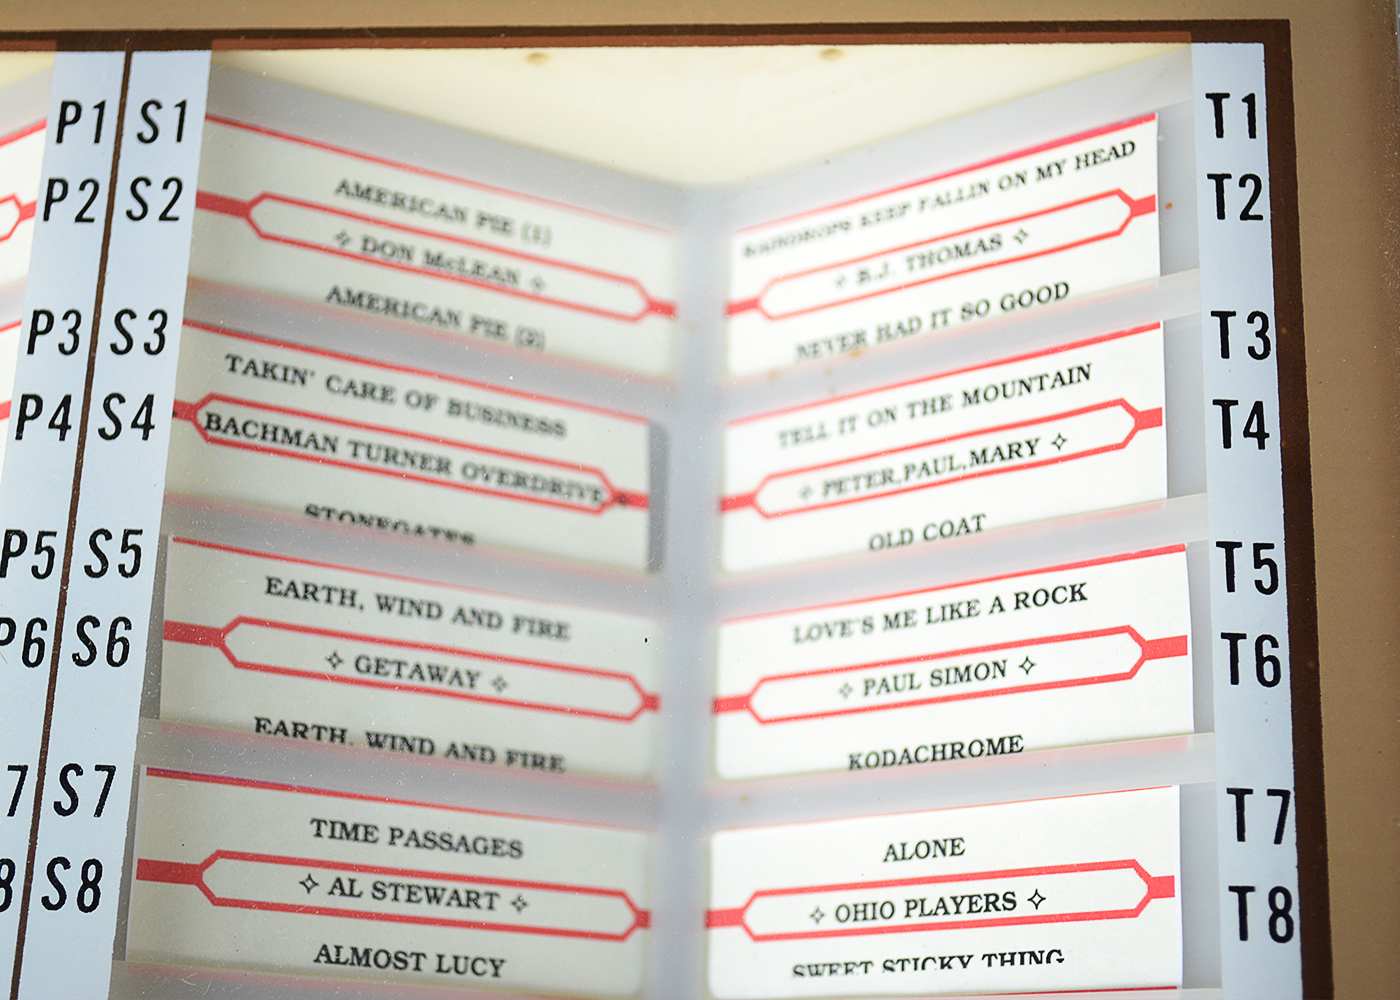 P1
S1
P2
S2
AMERICAN PIE (1)
✧ DON McLEAN ✧
AMERICAN PIE (2)
P3
S3
P4
S4
TAKIN' CARE OF BUSINESS
BACHMAN TURNER OVERDRIVE
STONEGATES
P5
S5
P6
S6
EARTH, WIND AND FIRE
✧ GETAWAY ✧
EARTH, WIND AND FIRE
7
S7
8
S8
TIME PASSAGES
✧ AL STEWART ✧
ALMOST LUCY
RAINDROPS KEEP FALLIN ON MY HEAD
✧ B.J. THOMAS ✧
NEVER HAD IT SO GOOD
T1
T2
TELL IT ON THE MOUNTAIN
✧ PETER,PAUL,MARY ✧
OLD COAT
T3
T4
LOVE'S ME LIKE A ROCK
✧ PAUL SIMON ✧
KODACHROME
T5
T6
ALONE
✧ OHIO PLAYERS ✧
SWEET STICKY THING
T7
T8